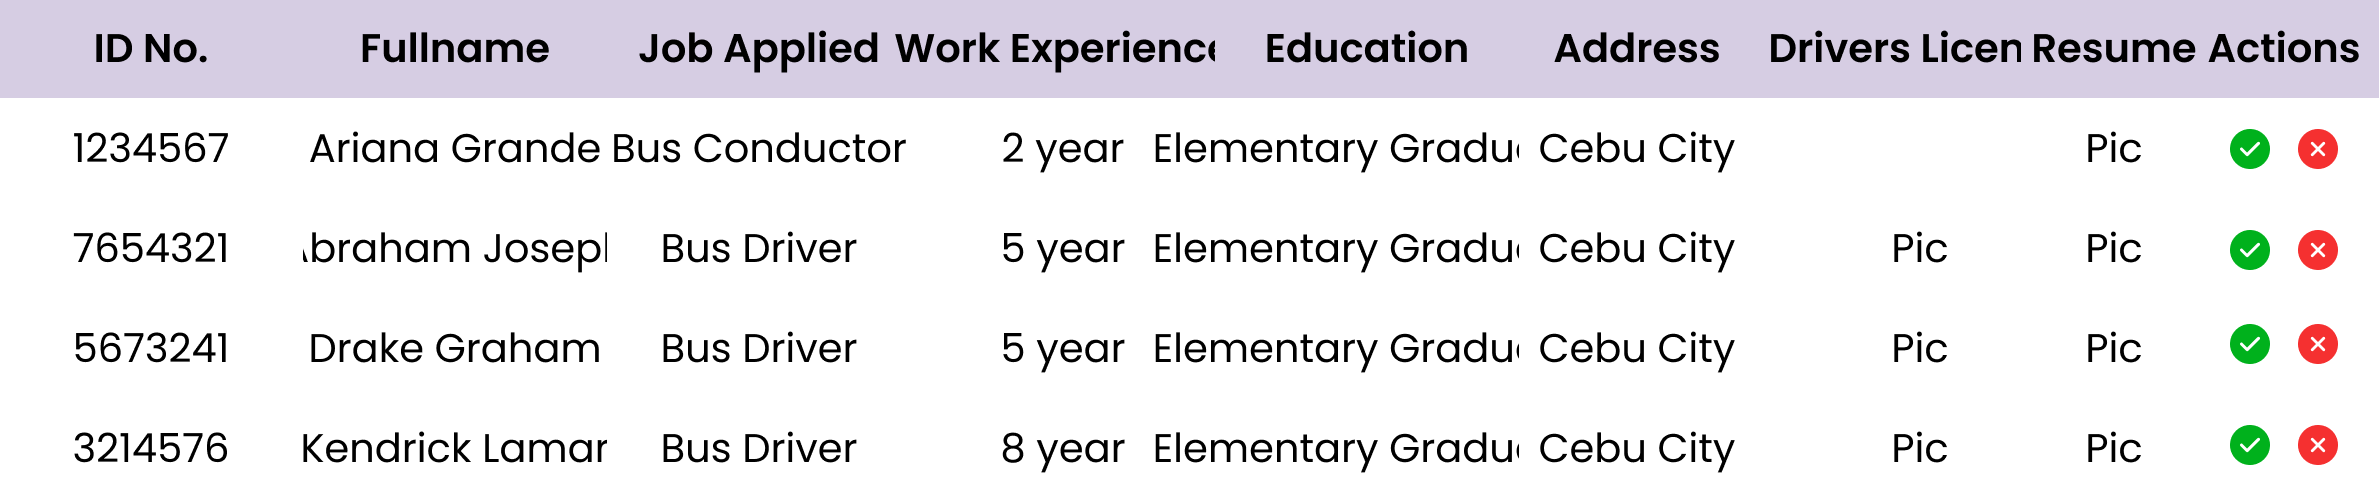 ID No. Fullname Job Applied Work Experience Education Address Drivers Licen Resume Actions
1234567 Ariana Grande Bus Conductor 2 year Elementary Gradu Cebu City Pic
7654321 braham Josep Bus Driver 5 year Elementary Gradu Cebu City Pic Pic
5673241 Drake Graham Bus Driver 5 year Elementary Gradu Cebu City Pic Pic
3214576 Kendrick Lamar Bus Driver 8 year Elementary Gradu Cebu City Pic Pic